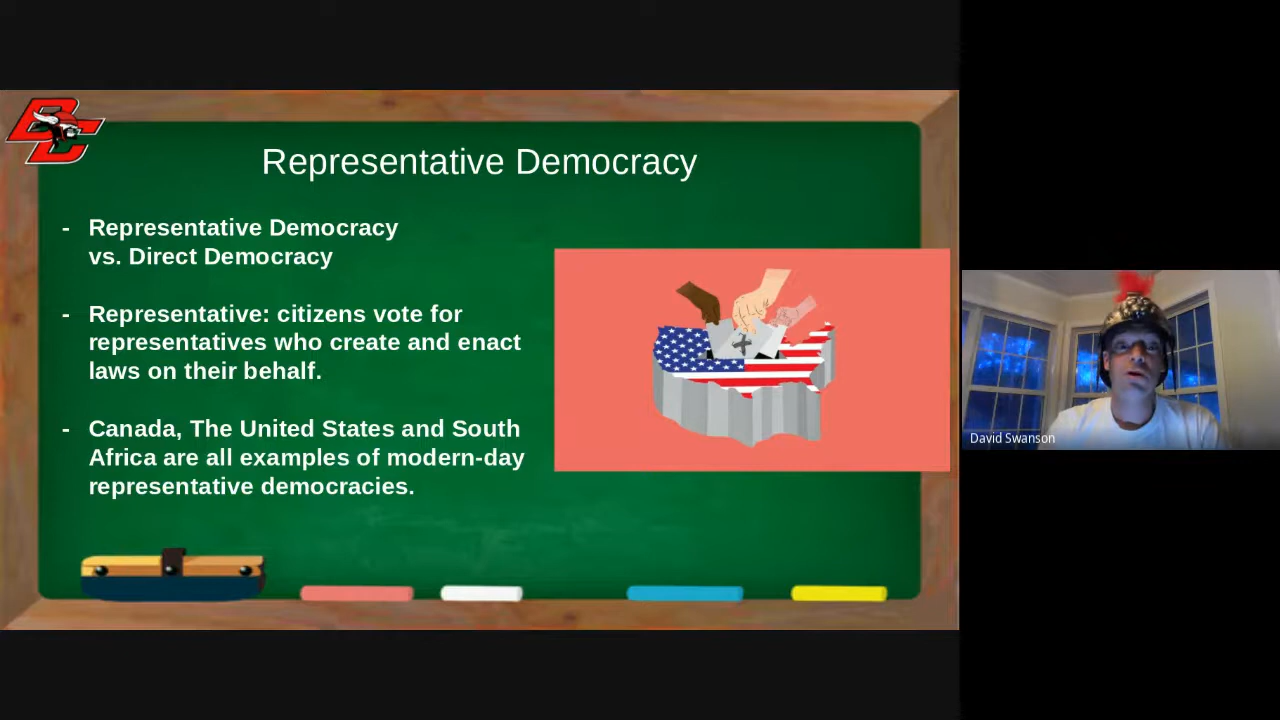 BC
Representative Democracy
- Representative Democracy
vs. Direct Democracy
- Representative: citizens vote for
representatives who create and enact
laws on their behalf.
- Canada, The United States and South
Africa are all examples of modern-day
representative democracies.
David Swanson